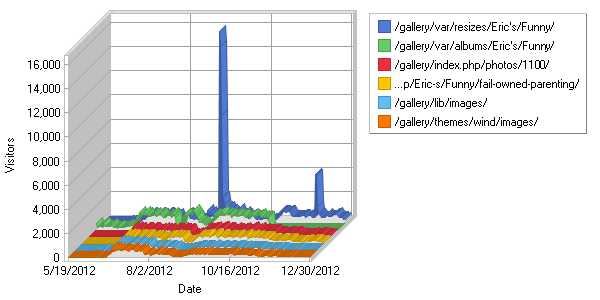 /gallery/var/resizes/Eric's/Funny/
/gallery/var/albums/Eric's/Funny/
/gallery/index.php/photos/1100/
...p/Eric-s/Funny/fail-owned-parenting/
/gallery/lib/images/
/gallery/themes/wind/images/
Visitors
16,000
14,000
12,000
10,000
8,000
6,000
4,000
2,000
0
5/19/2012 8/2/2012 10/16/2012 12/30/2012
Date